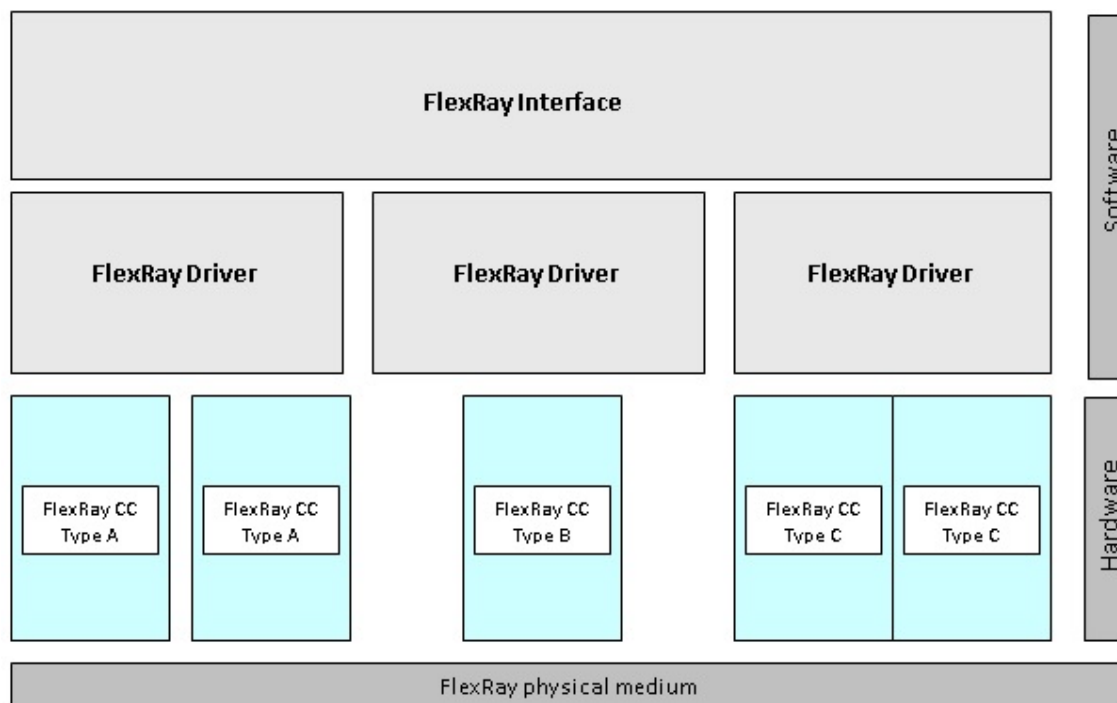 FlexRay Interface
Software
FlexRay Driver
FlexRay Driver
FlexRay Driver
FlexRay CC
Type A
FlexRay CC
Type A
FlexRay CC
Type B
FlexRay CC
Type C
FlexRay CC
Type C
Hardware
FlexRay physical medium